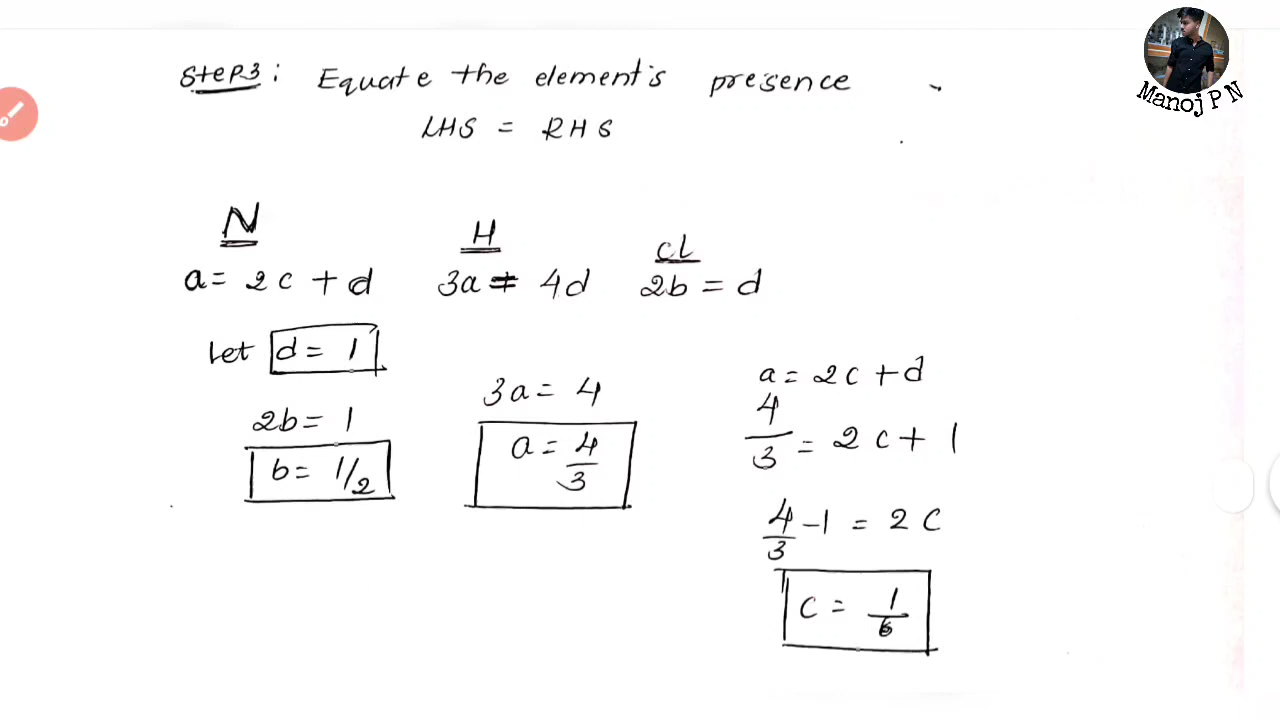 Step3: Equate the element's presence
LHS = RHS
N
a = 2c + d
H
3a = 4d
CL
2b = d
Let d = 1
2b = 1
b = 1/2
3a = 4
a = 4/3
a = 2c + d
4/3 = 2c + 1
4/3 - 1 = 2c
c = 1/6
Manoj P N